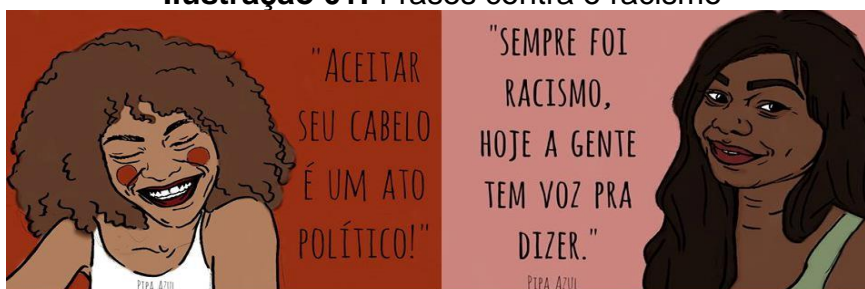 Ilustração 01: Frases contra o racismo
"ACEITAR
SEU CABELO
É UM ATO
POLÍTICO!"
PIPA AZUL
"SEMPRE FOI
RACISMO,
HOJE A GENTE
TEM VOZ PRA
DIZER."
PIPA AZUL